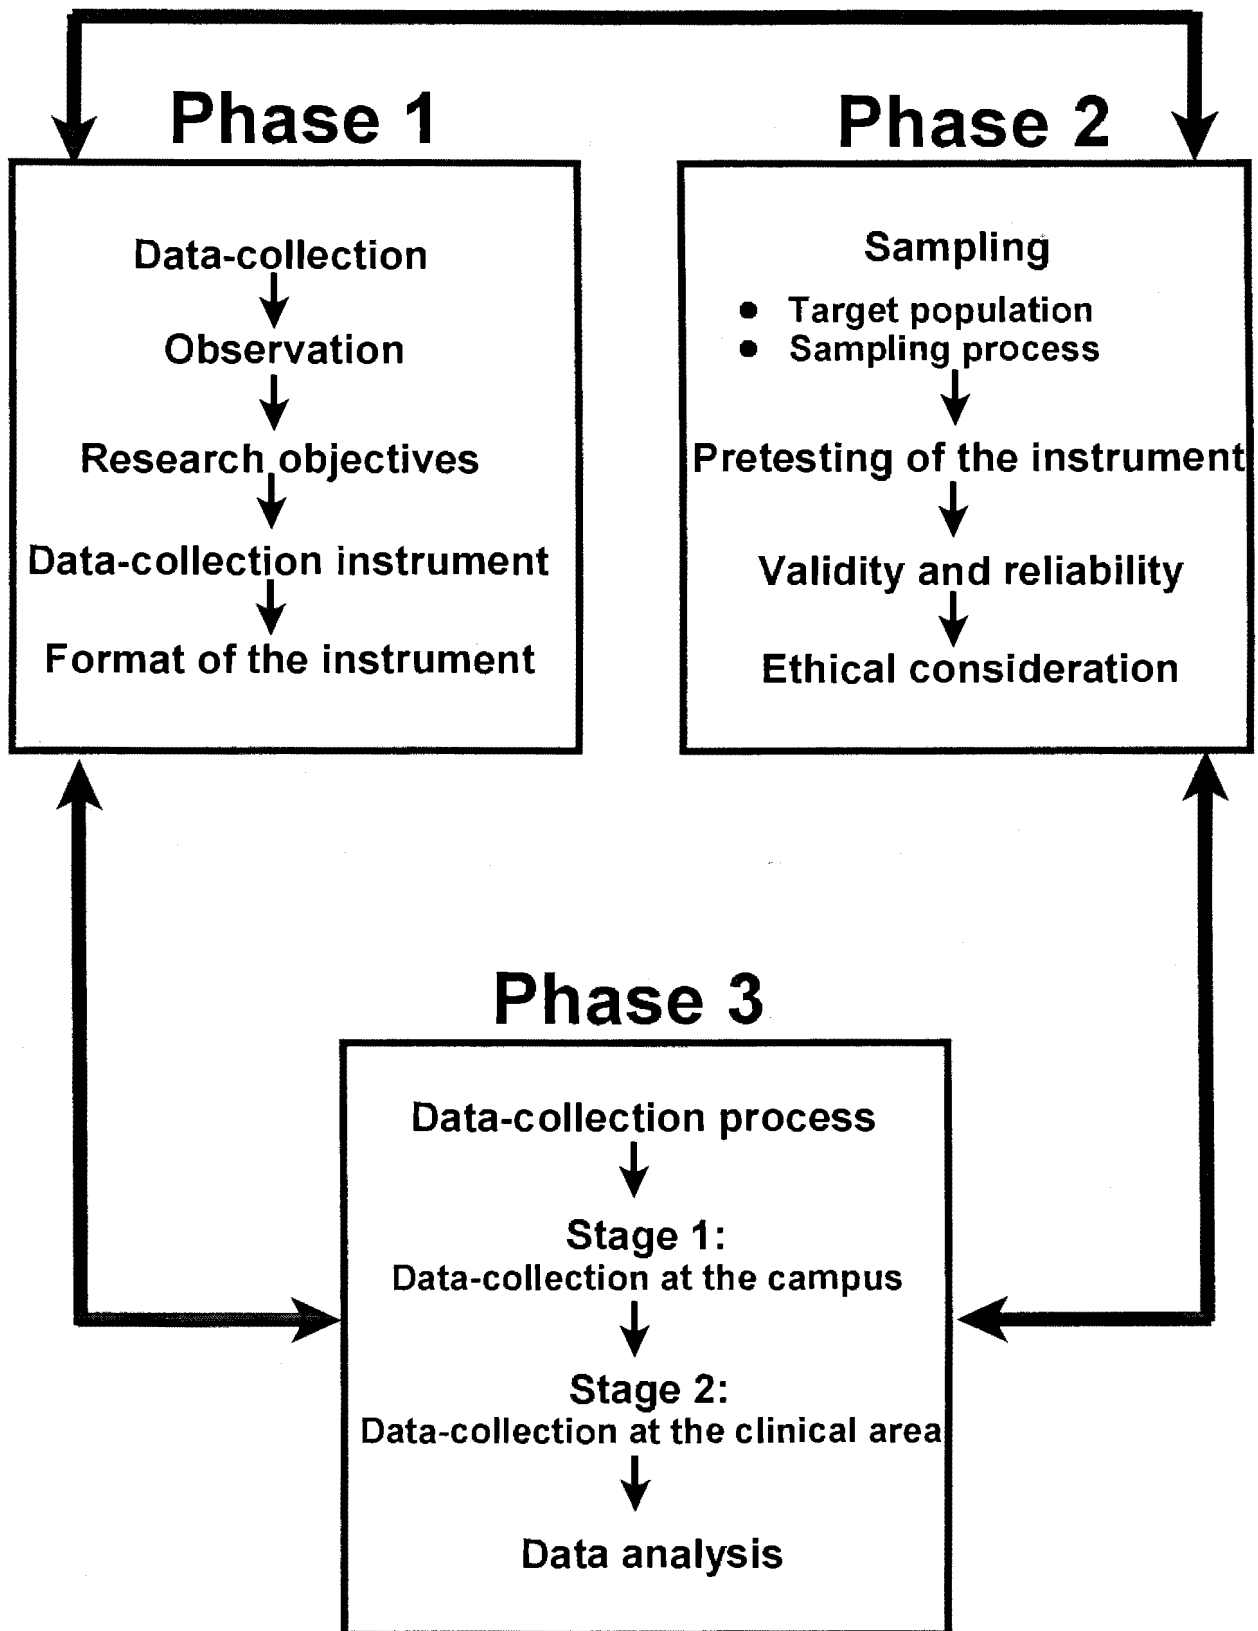 Phase 1
Data-collection
Observation
Research objectives
Data-collection instrument
Format of the instrument
Phase 2
Sampling
● Target population
● Sampling process
Pretesting of the instrument
Validity and reliability
Ethical consideration
Phase 3
Data-collection process
Stage 1:
Data-collection at the campus
Stage 2:
Data-collection at the clinical area
Data analysis